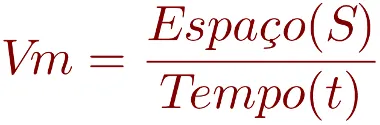 Vm = Espaço(S)
Tempo(t)